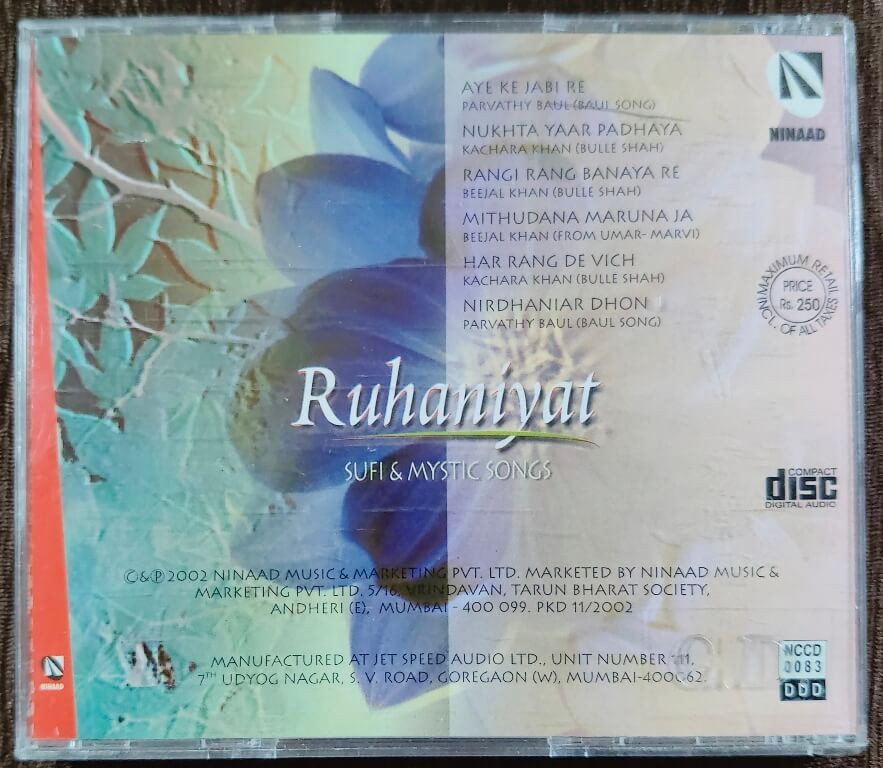 AYE KE JABI RE
PARVATHY BAUL (BAUL SONG)
NUKHTA YAAR PADHAYA
KACHARA KHAN (BULLE SHAH)
RANGI RANG BANAYA RE
BEEJAL KHAN (BULLE SHAH)
MITHUDANA MARUNA JA
BEEJAL KHAN (FROM UMAR- MARVI)
HAR RANG DE VICH
KACHARA KHAN (BULLE SHAH)
NIRDHANIAR DHON
PARVATHY BAUL (BAUL SONG)
NINAAD
MAXIMUM RETAIL
PRICE
Rs. 250
INCL. OF ALL TAXES
Ruhaniyat
SUFI & MYSTIC SONGS
COMPACT
disc
DIGITAL AUDIO
©&℗ 2002 NINAAD MUSIC & MARKETING PVT. LTD. MARKETED BY NINAAD MUSIC &
MARKETING PVT. LTD, 5/16, VRINDAVAN, TARUN BHARAT SOCIETY,
ANDHERI (E), MUMBAI - 400 099. PKD 11/2002
MANUFACTURED AT JET SPEED AUDIO LTD., UNIT NUMBER 11,
7TH UDYOG NAGAR, S. V. ROAD, GOREGAON (W), MUMBAI-400062.
NCCD
0083
DDD
NINAAD